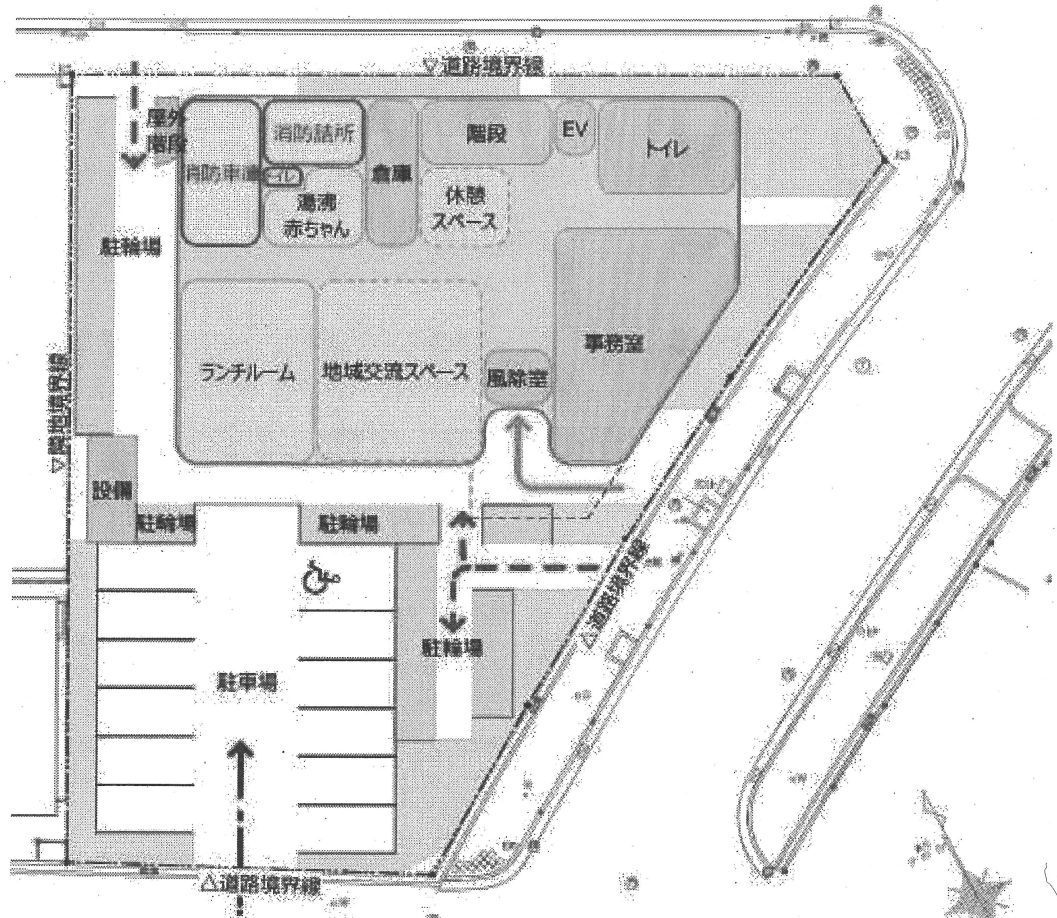 ▽道路境界線
屋外
階段
消防車庫
消防詰所
トイレ
湯沸
赤ちゃん
倉庫
階段
休憩
スペース
EV
トイレ
駐輪場
ランチルーム
地域交流スペース
風除室
事務室
▽隣地境界線
設備
駐輪場
駐輪場
△道路境界線
駐輪場
駐車場
△道路境界線